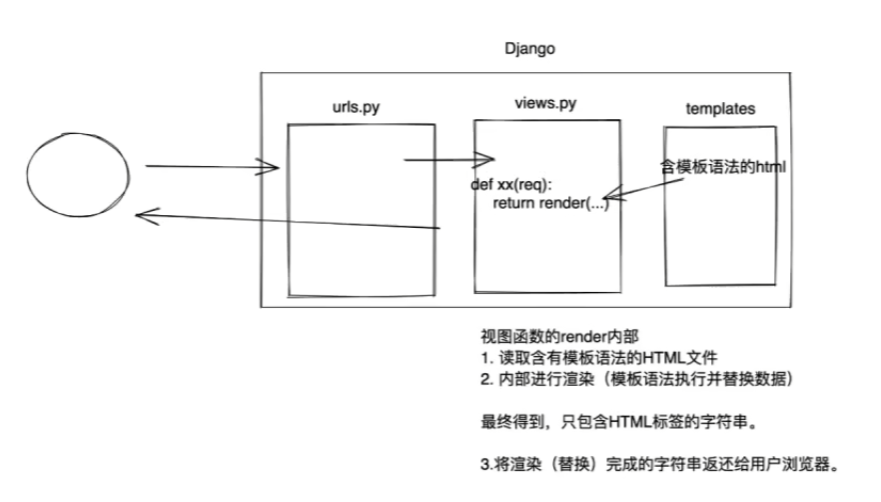 Django
urls.py
views.py
templates
含模板语法的html
def xx(req):
return render(...)
视图函数的render内部
1. 读取含有模板语法的HTML文件
2. 内部进行渲染（模板语法执行并替换数据）
最终得到，只包含HTML标签的字符串。
3.将渲染（替换）完成的字符串返还给用户浏览器。